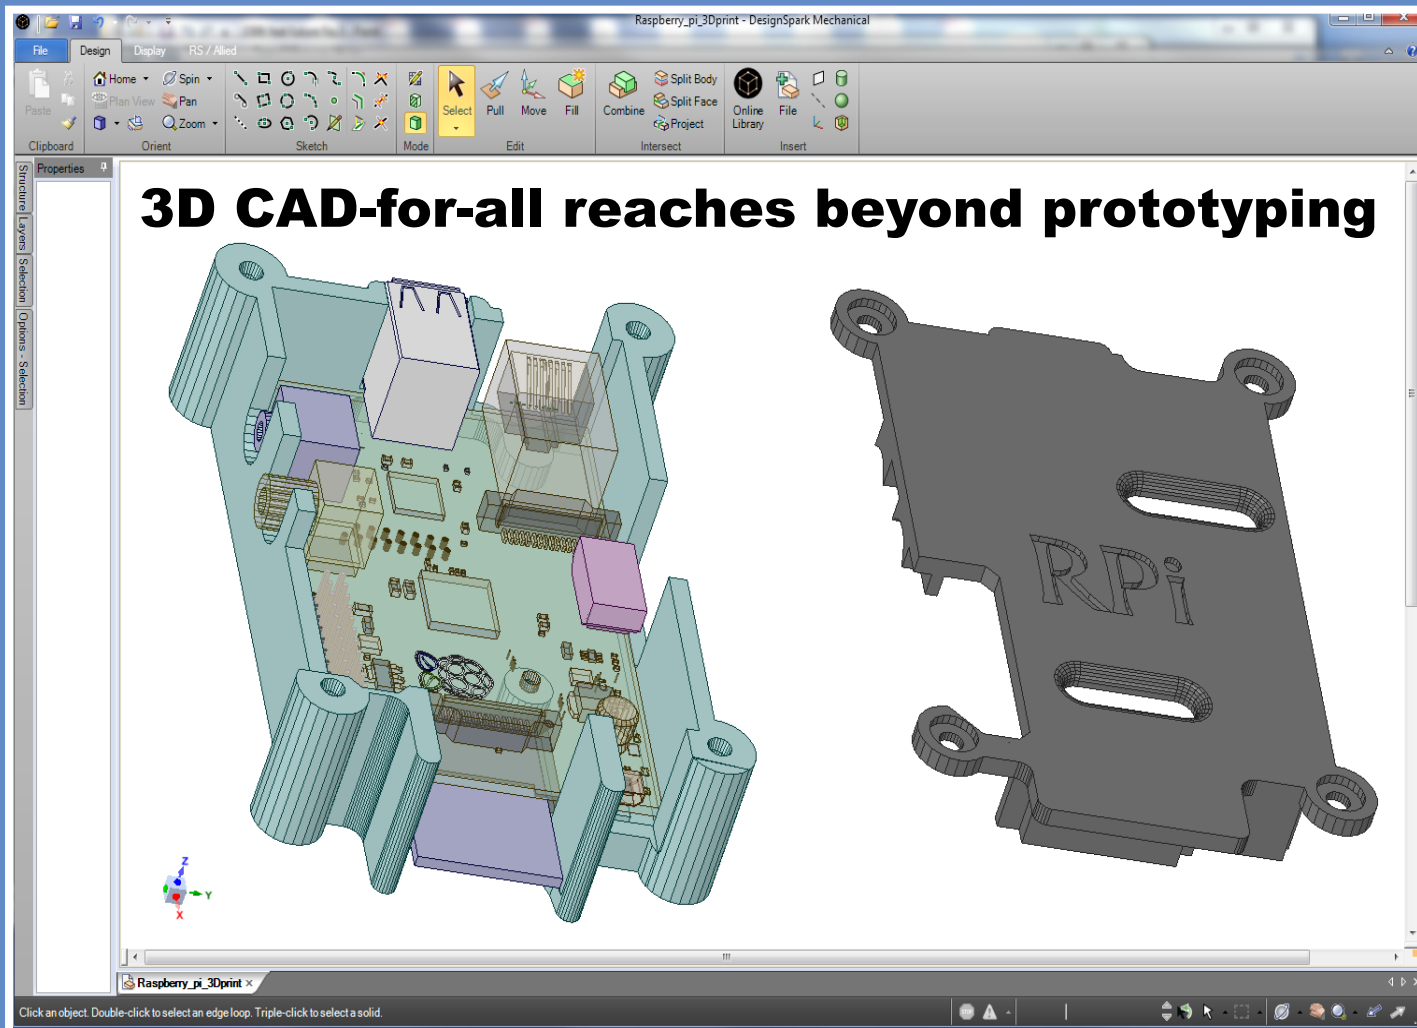 Raspberry_pi_3Dprint - DesignSpark Mechanical
File Design Display RS / Allied
Paste
Clipboard
Home Spin
Plan View Pan
Zoom
Orient
Sketch
Mode
Select Pull Move Fill
Edit
Combine Split Body
Split Face
Project
Intersect
Online Library File
Insert
Structure Layers Selection Options - Selection
Properties
3D CAD-for-all reaches beyond prototyping
RPi
Z
Y
X
Raspberry_pi_3Dprint ×
Click an object. Double-click to select an edge loop. Triple-click to select a solid.